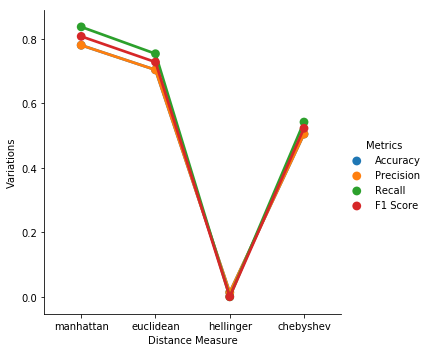 0.8
0.6
0.4
0.2
0.0
Variations
manhattan euclidean hellinger chebyshev
Distance Measure
Metrics
Accuracy
Precision
Recall
F1 Score